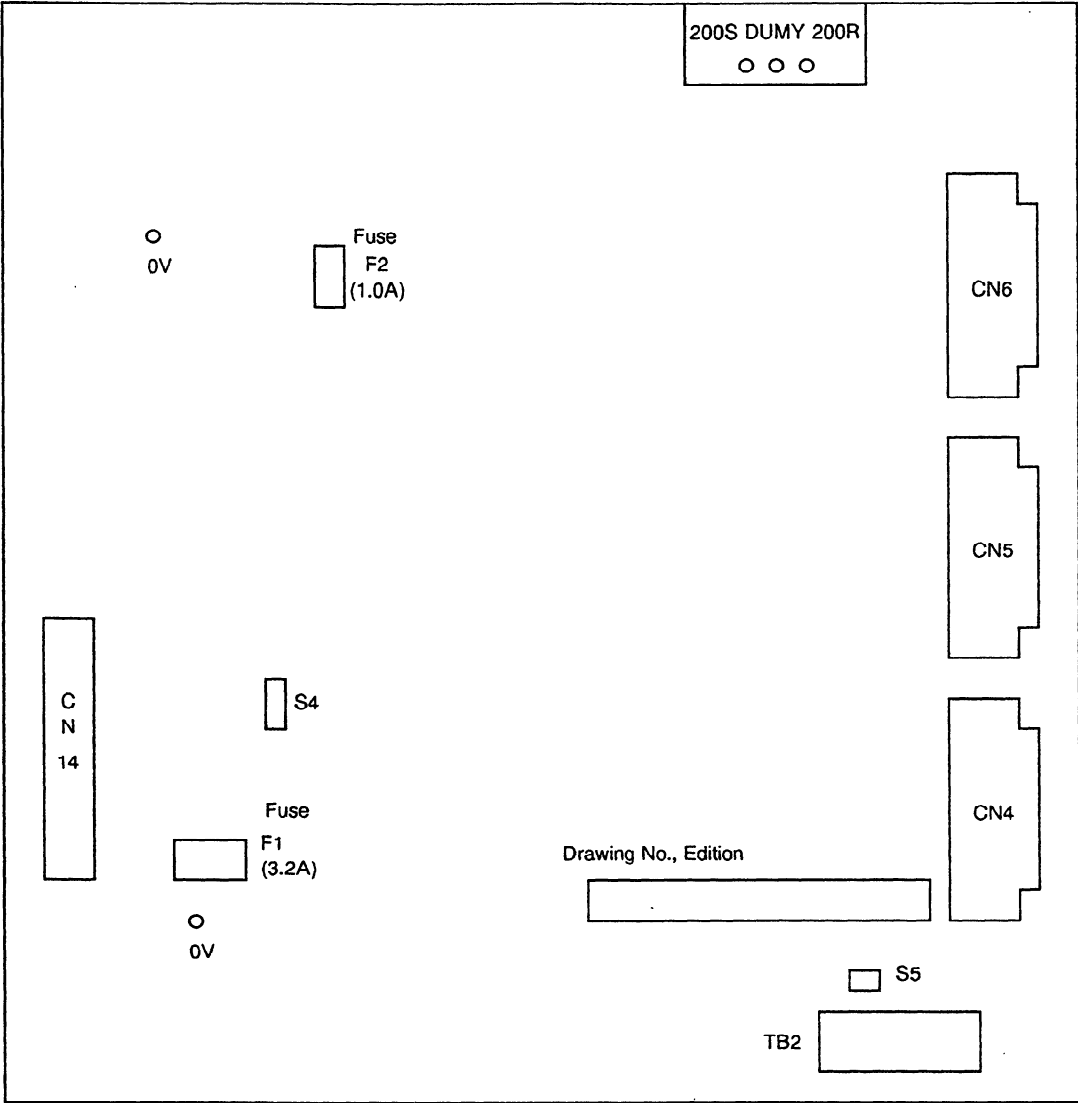 200S DUMY 200R
0V
Fuse
F2
(1.0A)
CN6
CN5
C
N
14
S4
Fuse
F1
(3.2A)
CN4
Drawing No., Edition
0V
S5
TB2